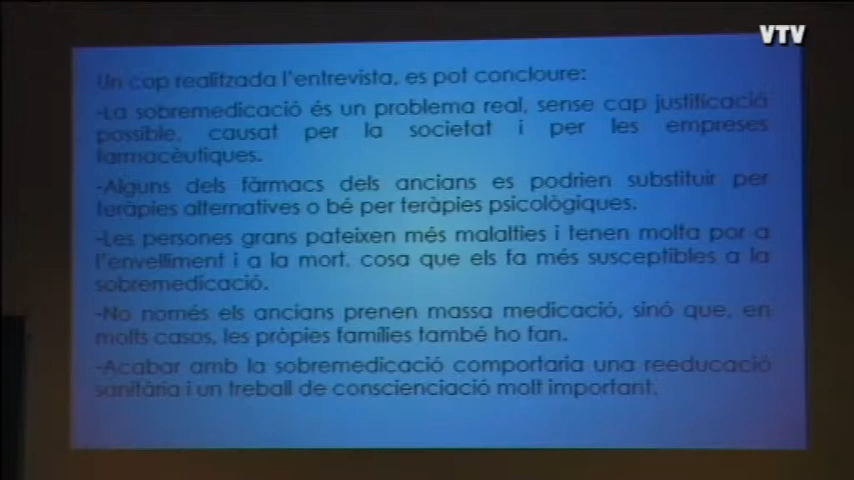 VTV
Un cop realitzada l'entrevista, es pot concloure:
-La sobremedicació és un problema real, sense cap justificació
possible, causat per la societat i per les empreses
farmacèutiques.
-Alguns dels fàrmacs dels ancians es podrien substituir per
teràpies alternatives o bé per teràpies psicològiques.
-Les persones grans pateixen més malalties i tenen molta por a
l'envelliment i a la mort, cosa que els fa més susceptibles a la
sobremedicació.
-No només els ancians prenen massa medicació, sinó que, en
molts casos, les pròpies famílies també ho fan.
-Acabar amb la sobremedicació comportaria una reeducació
sanitària i un treball de conscienciació molt important.